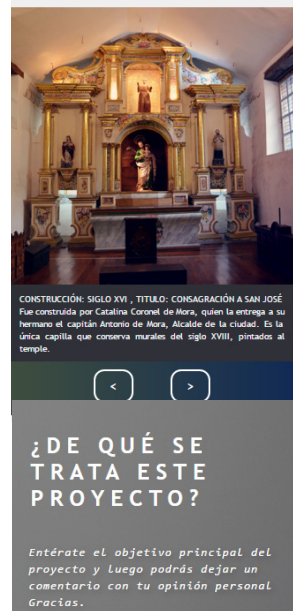 CONSTRUCCIÓN: SIGLO XVI , TITULO: CONSAGRACIÓN A SAN JOSÉ
Fue construida por Catalina Coronel de Mora, quien la entrega a su
hermano el capitán Antonio de Mora, Alcalde de la ciudad. Es la
única capilla que conserva murales del siglo XVIII, pintados al
temple.
< >
¿DE QUÉ SE
TRATA ESTE
PROYECTO?
Entérate el objetivo principal del
proyecto y luego podrás dejar un
comentario con tu opinión personal
Gracias.